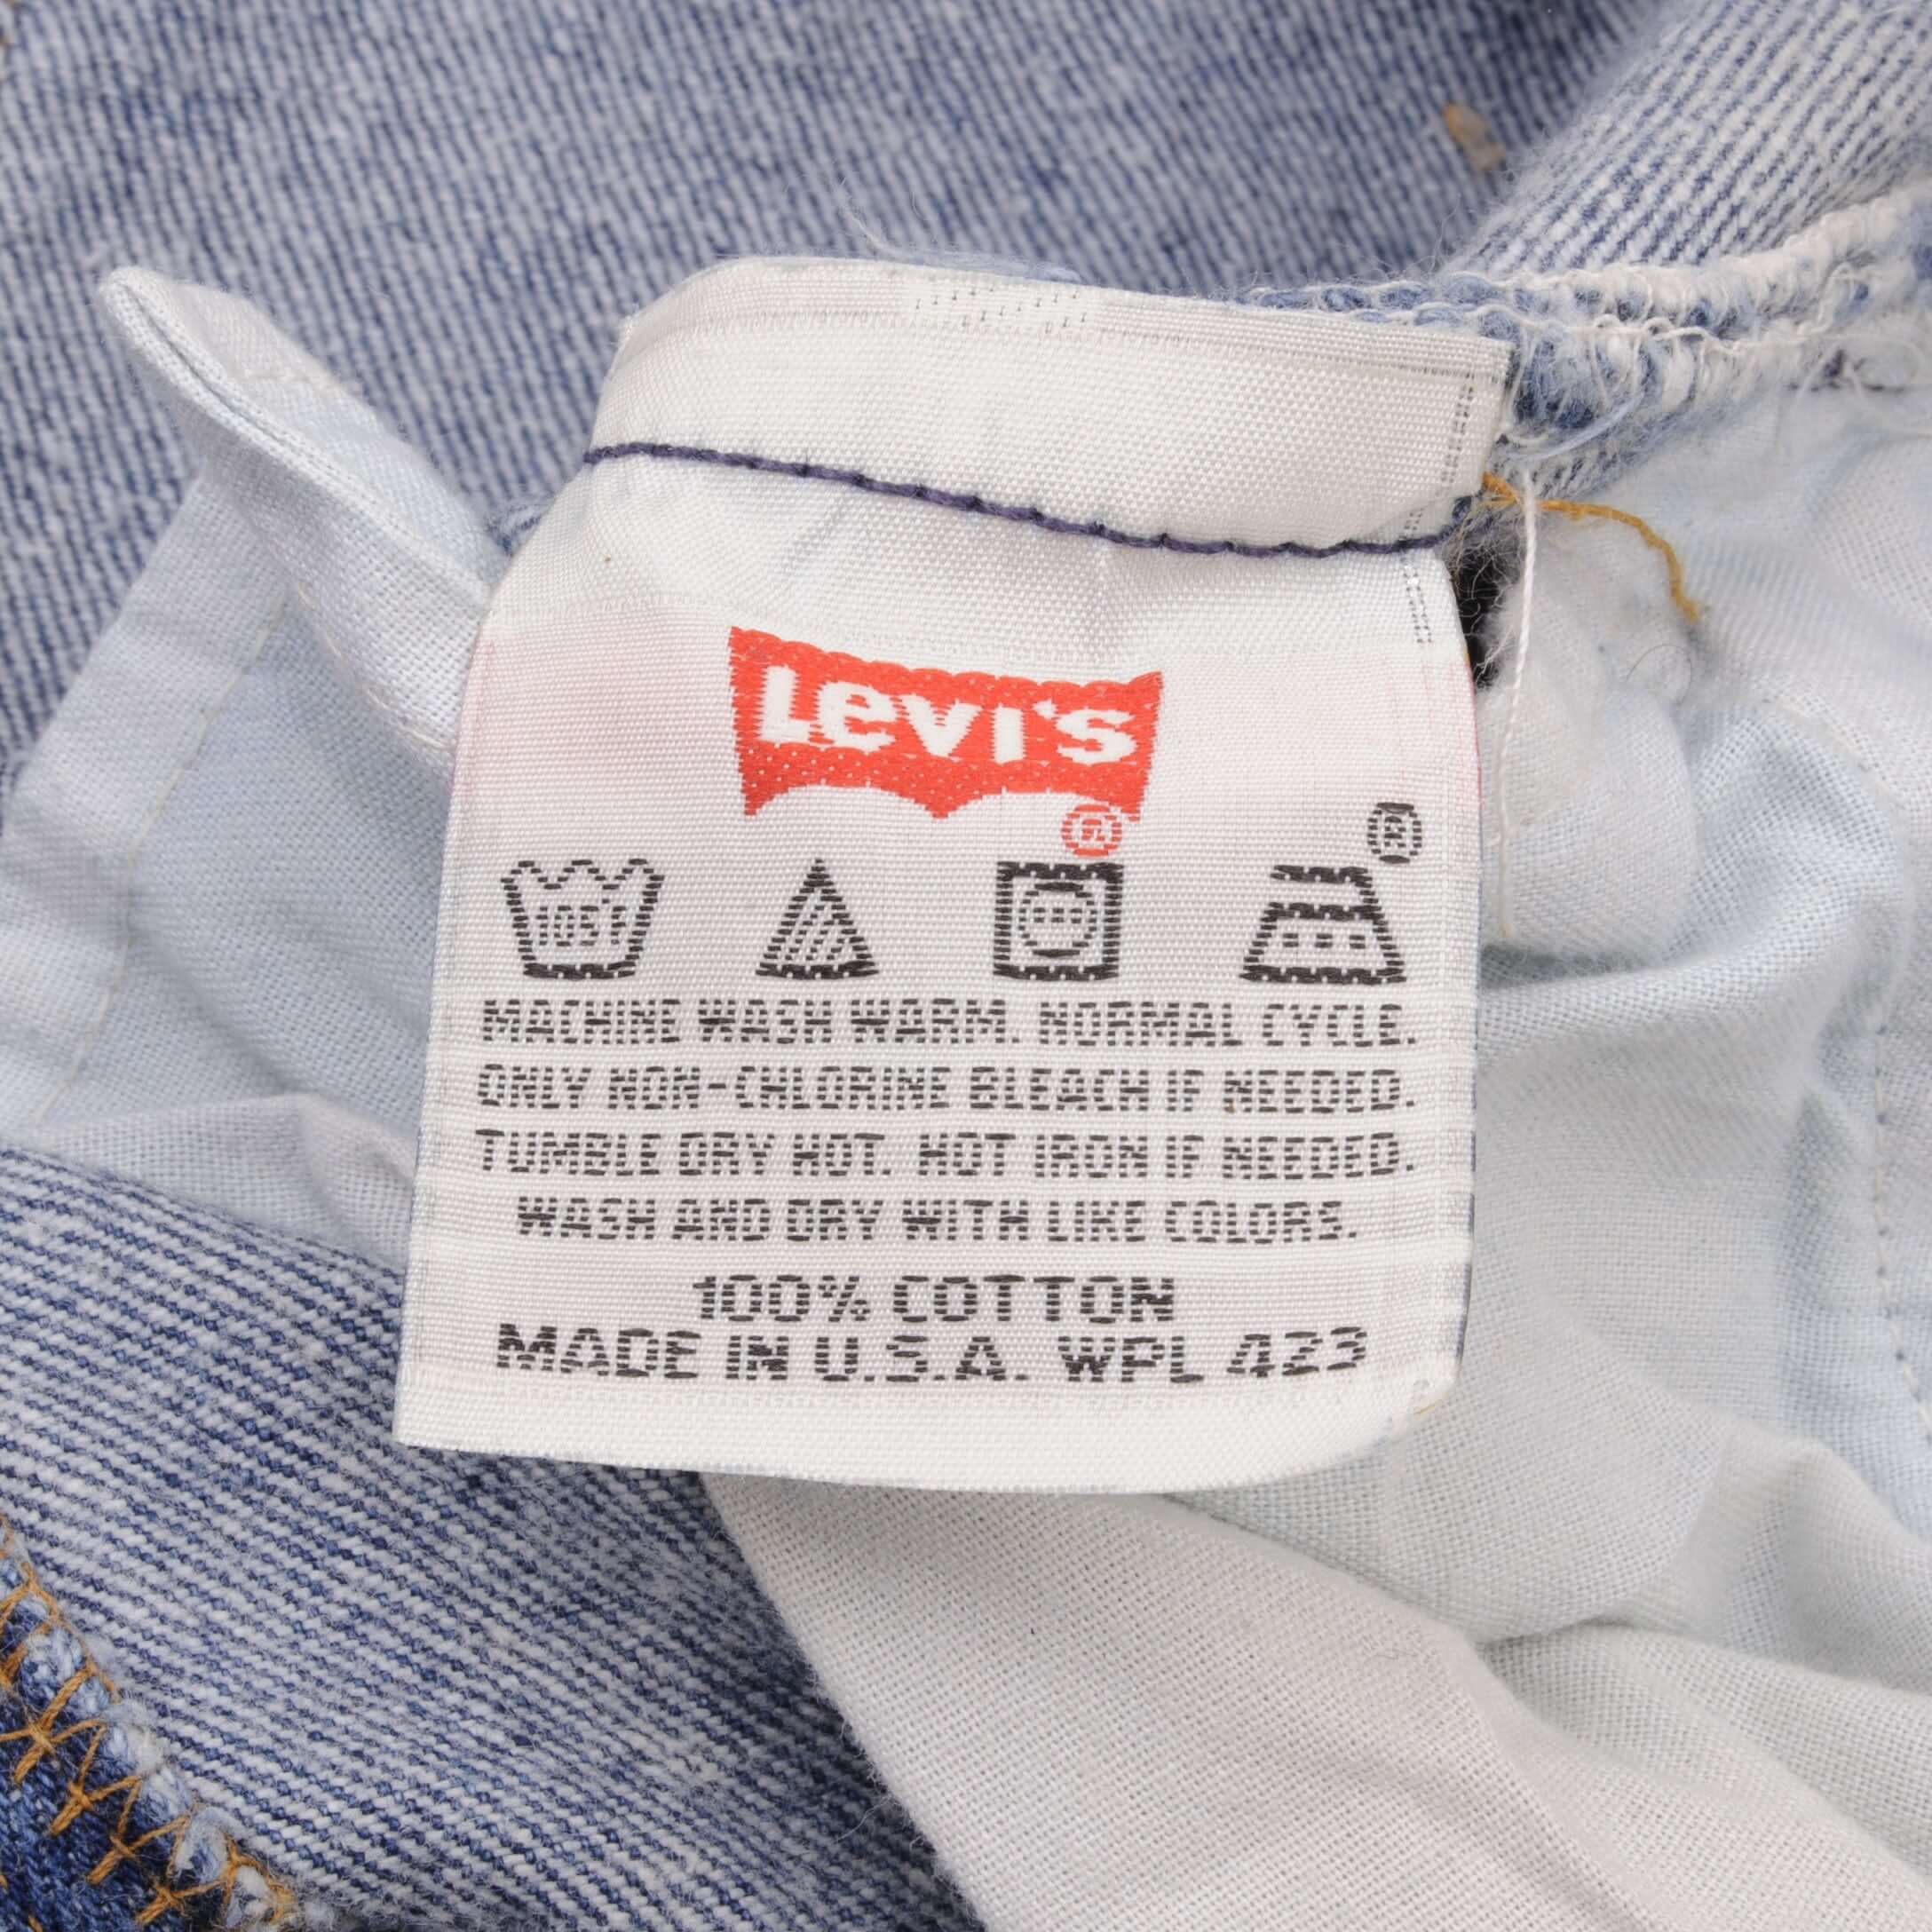 Levi's
®
®
105°F
MACHINE WASH WARM. NORMAL CYCLE.
ONLY NON-CHLORINE BLEACH IF NEEDED.
TUMBLE DRY HOT. HOT IRON IF NEEDED.
WASH AND DRY WITH LIKE COLORS.
100% COTTON
MADE IN U.S.A. WPL 423